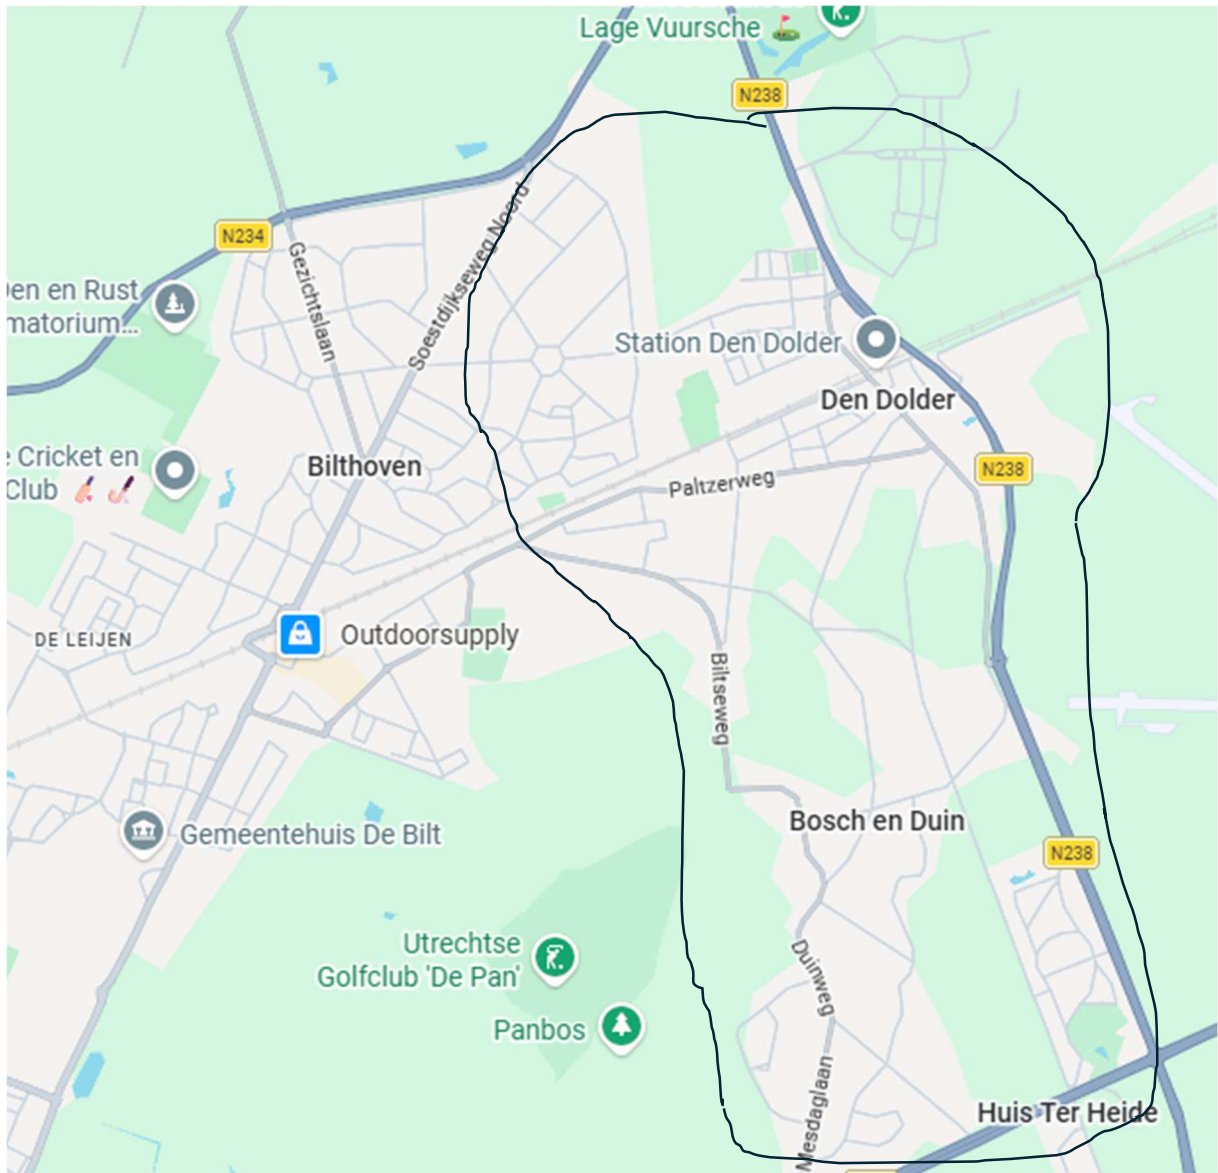 Lage Vuursche
N238
N234
Gezichtslaan
Soestdijkseweg Noord
Den en Rust
matorium...
Station Den Dolder
Den Dolder
e Cricket en
Club
Bilthoven
N238
Paltzerweg
DE LEIJEN
Outdoorsupply
Biltseweg
Gemeentehuis De Bilt
Bosch en Duin
N238
Utrechtse
Golfclub 'De Pan'
Duinweg
Panbos
Mesdaglaan
Huis Ter Heide